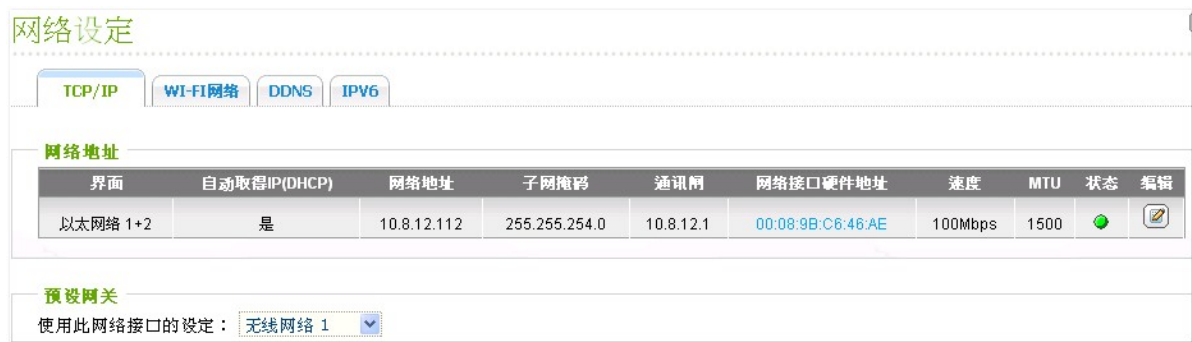 网络设定
TCP/IP WI-FI网络 DDNS IPV6
网络地址
界面 自动取得IP(DHCP) 网络地址 子网掩码 通讯闸 网络接口硬件地址 速度 MTU 状态 编辑
以太网络 1+2 是 10.8.12.112 255.255.254.0 10.8.12.1 00:08:9B:C6:46:AE 100Mbps 1500
预设网关
使用此网络接口的设定： 无线网络 1